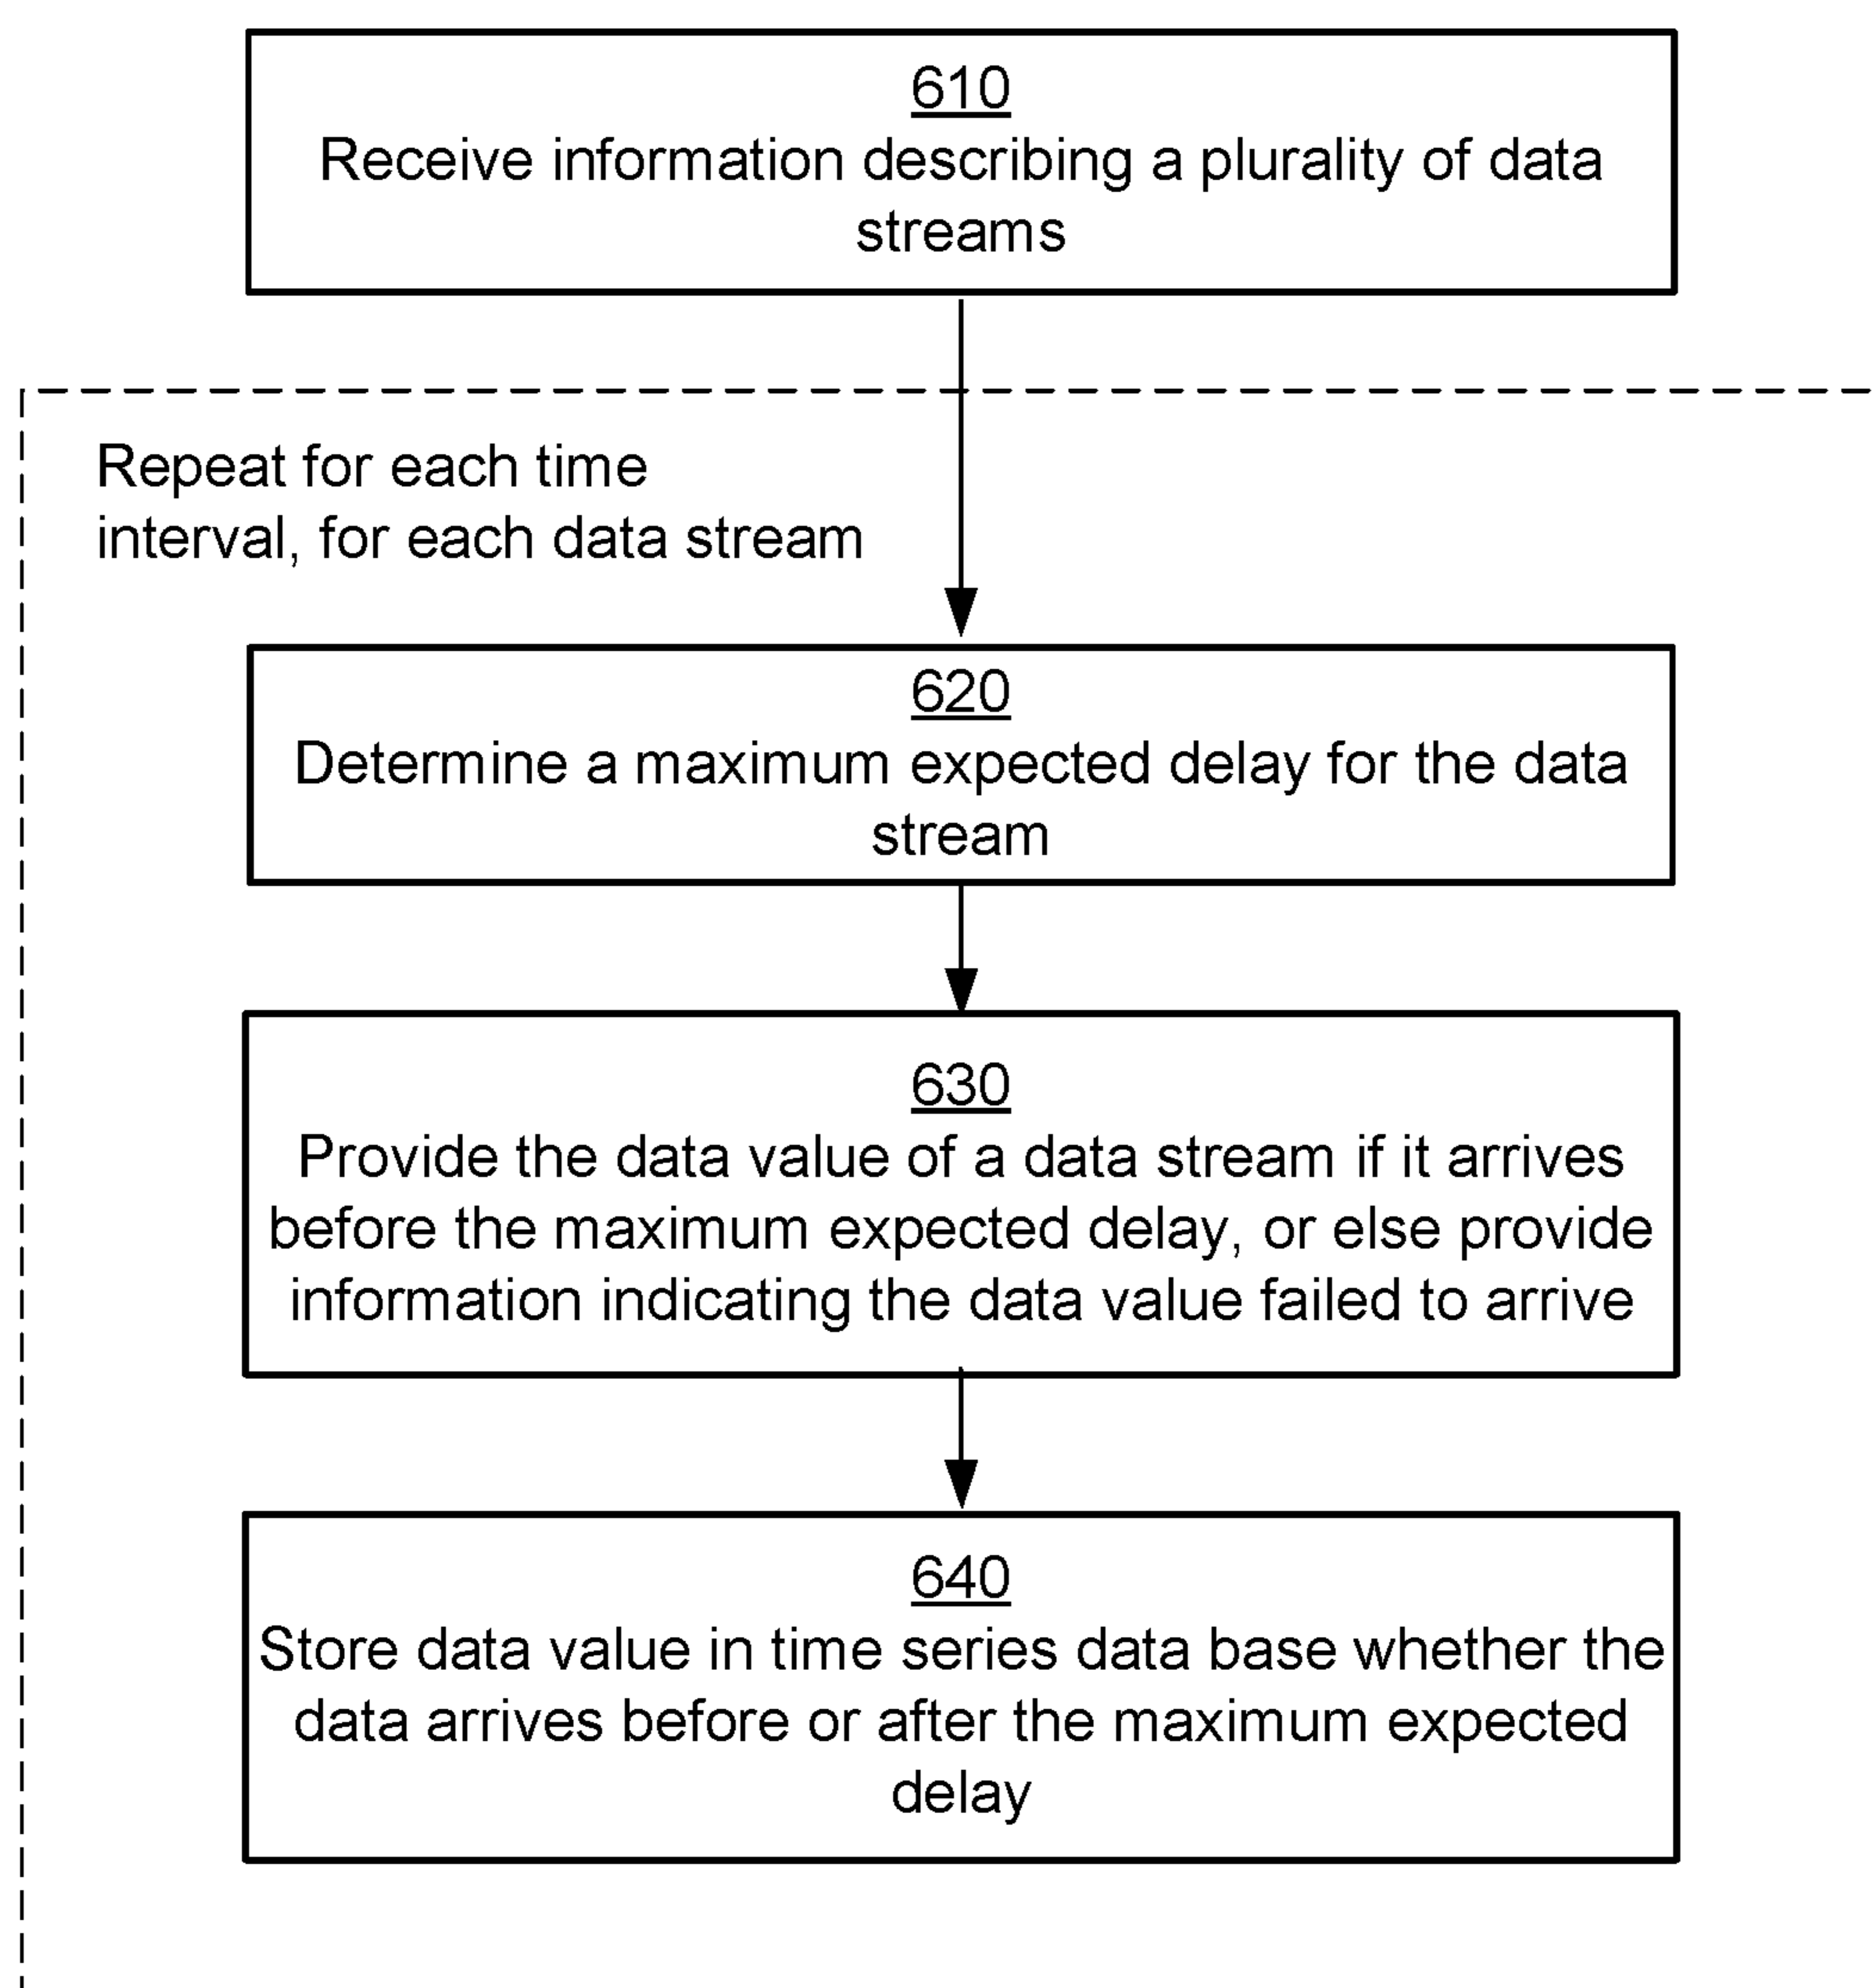 610
Receive information describing a plurality of data
streams
Repeat for each time
interval, for each data stream
620
Determine a maximum expected delay for the data
stream
630
Provide the data value of a data stream if it arrives
before the maximum expected delay, or else provide
information indicating the data value failed to arrive
640
Store data value in time series data base whether the
data arrives before or after the maximum expected
delay